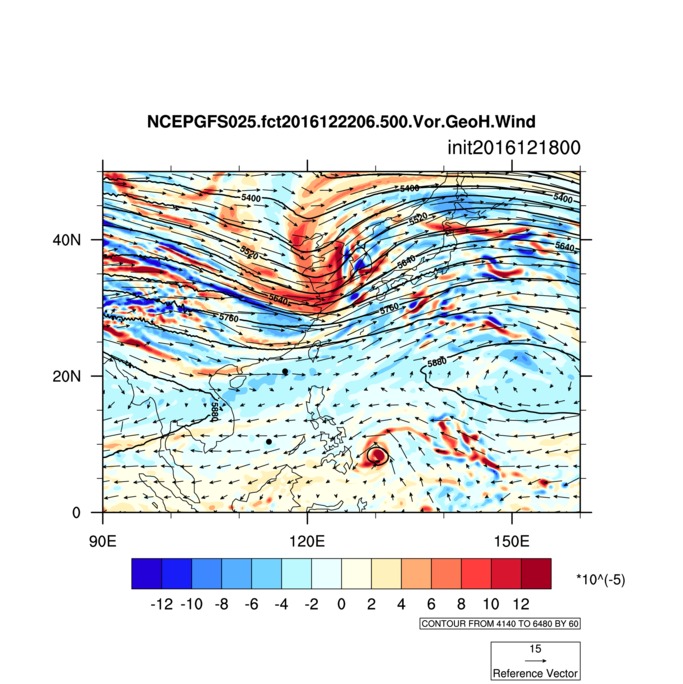 NCEPGFS025.fct2016122206.500.Vor.GeoH.Wind
init2016121800
5400
5400
5400
5520
5520
5640
5640
5640
5760
5760
5880
5880
40N
20N
0
90E 120E 150E
-12 -10 -8 -6 -4 -2 0 2 4 6 8 10 12
*10^(-5)
CONTOUR FROM 4140 TO 6480 BY 60
15
Reference Vector